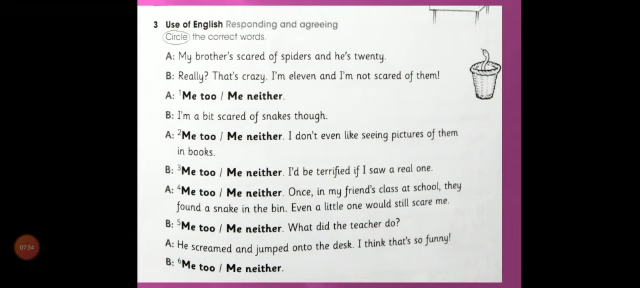 3 Use of English Responding and agreeing
Circle the correct words.
A: My brother's scared of spiders and he's twenty.
B: Really? That's crazy. I'm eleven and I'm not scared of them!
A: 1Me too / Me neither.
B: I'm a bit scared of snakes though.
A: 2Me too / Me neither. I don't even like seeing pictures of them
in books.
B: 3Me too / Me neither. I'd be terrified if I saw a real one.
A: 4Me too / Me neither. Once, in my friend's class at school, they
found a snake in the bin. Even a little one would still scare me.
B: 5Me too / Me neither. What did the teacher do?
A: He screamed and jumped onto the desk. I think that's so funny!
B: 6Me too / Me neither.
07:54